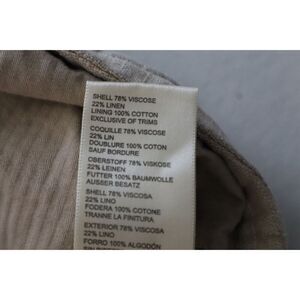 SHELL 78% VISCOSE
22% LINEN
LINING 100% COTTON
EXCLUSIVE OF TRIMS
COQUILLE 78% VISCOSE
22% LIN
DOUBLURE 100% COTON
SAUF BORDURE
OBERSTOFF 78% VISKOSE
22% LEINEN
FUTTER 100% BAUMWOLLE
AUSSER BESATZ
SHELL 78% VISCOSA
22% LINO
FODERA 100% COTONE
TRANNE LA FINITURA
EXTERIOR 78% VISCOSA
22% LINO
FORRO 100% ALGODÓN